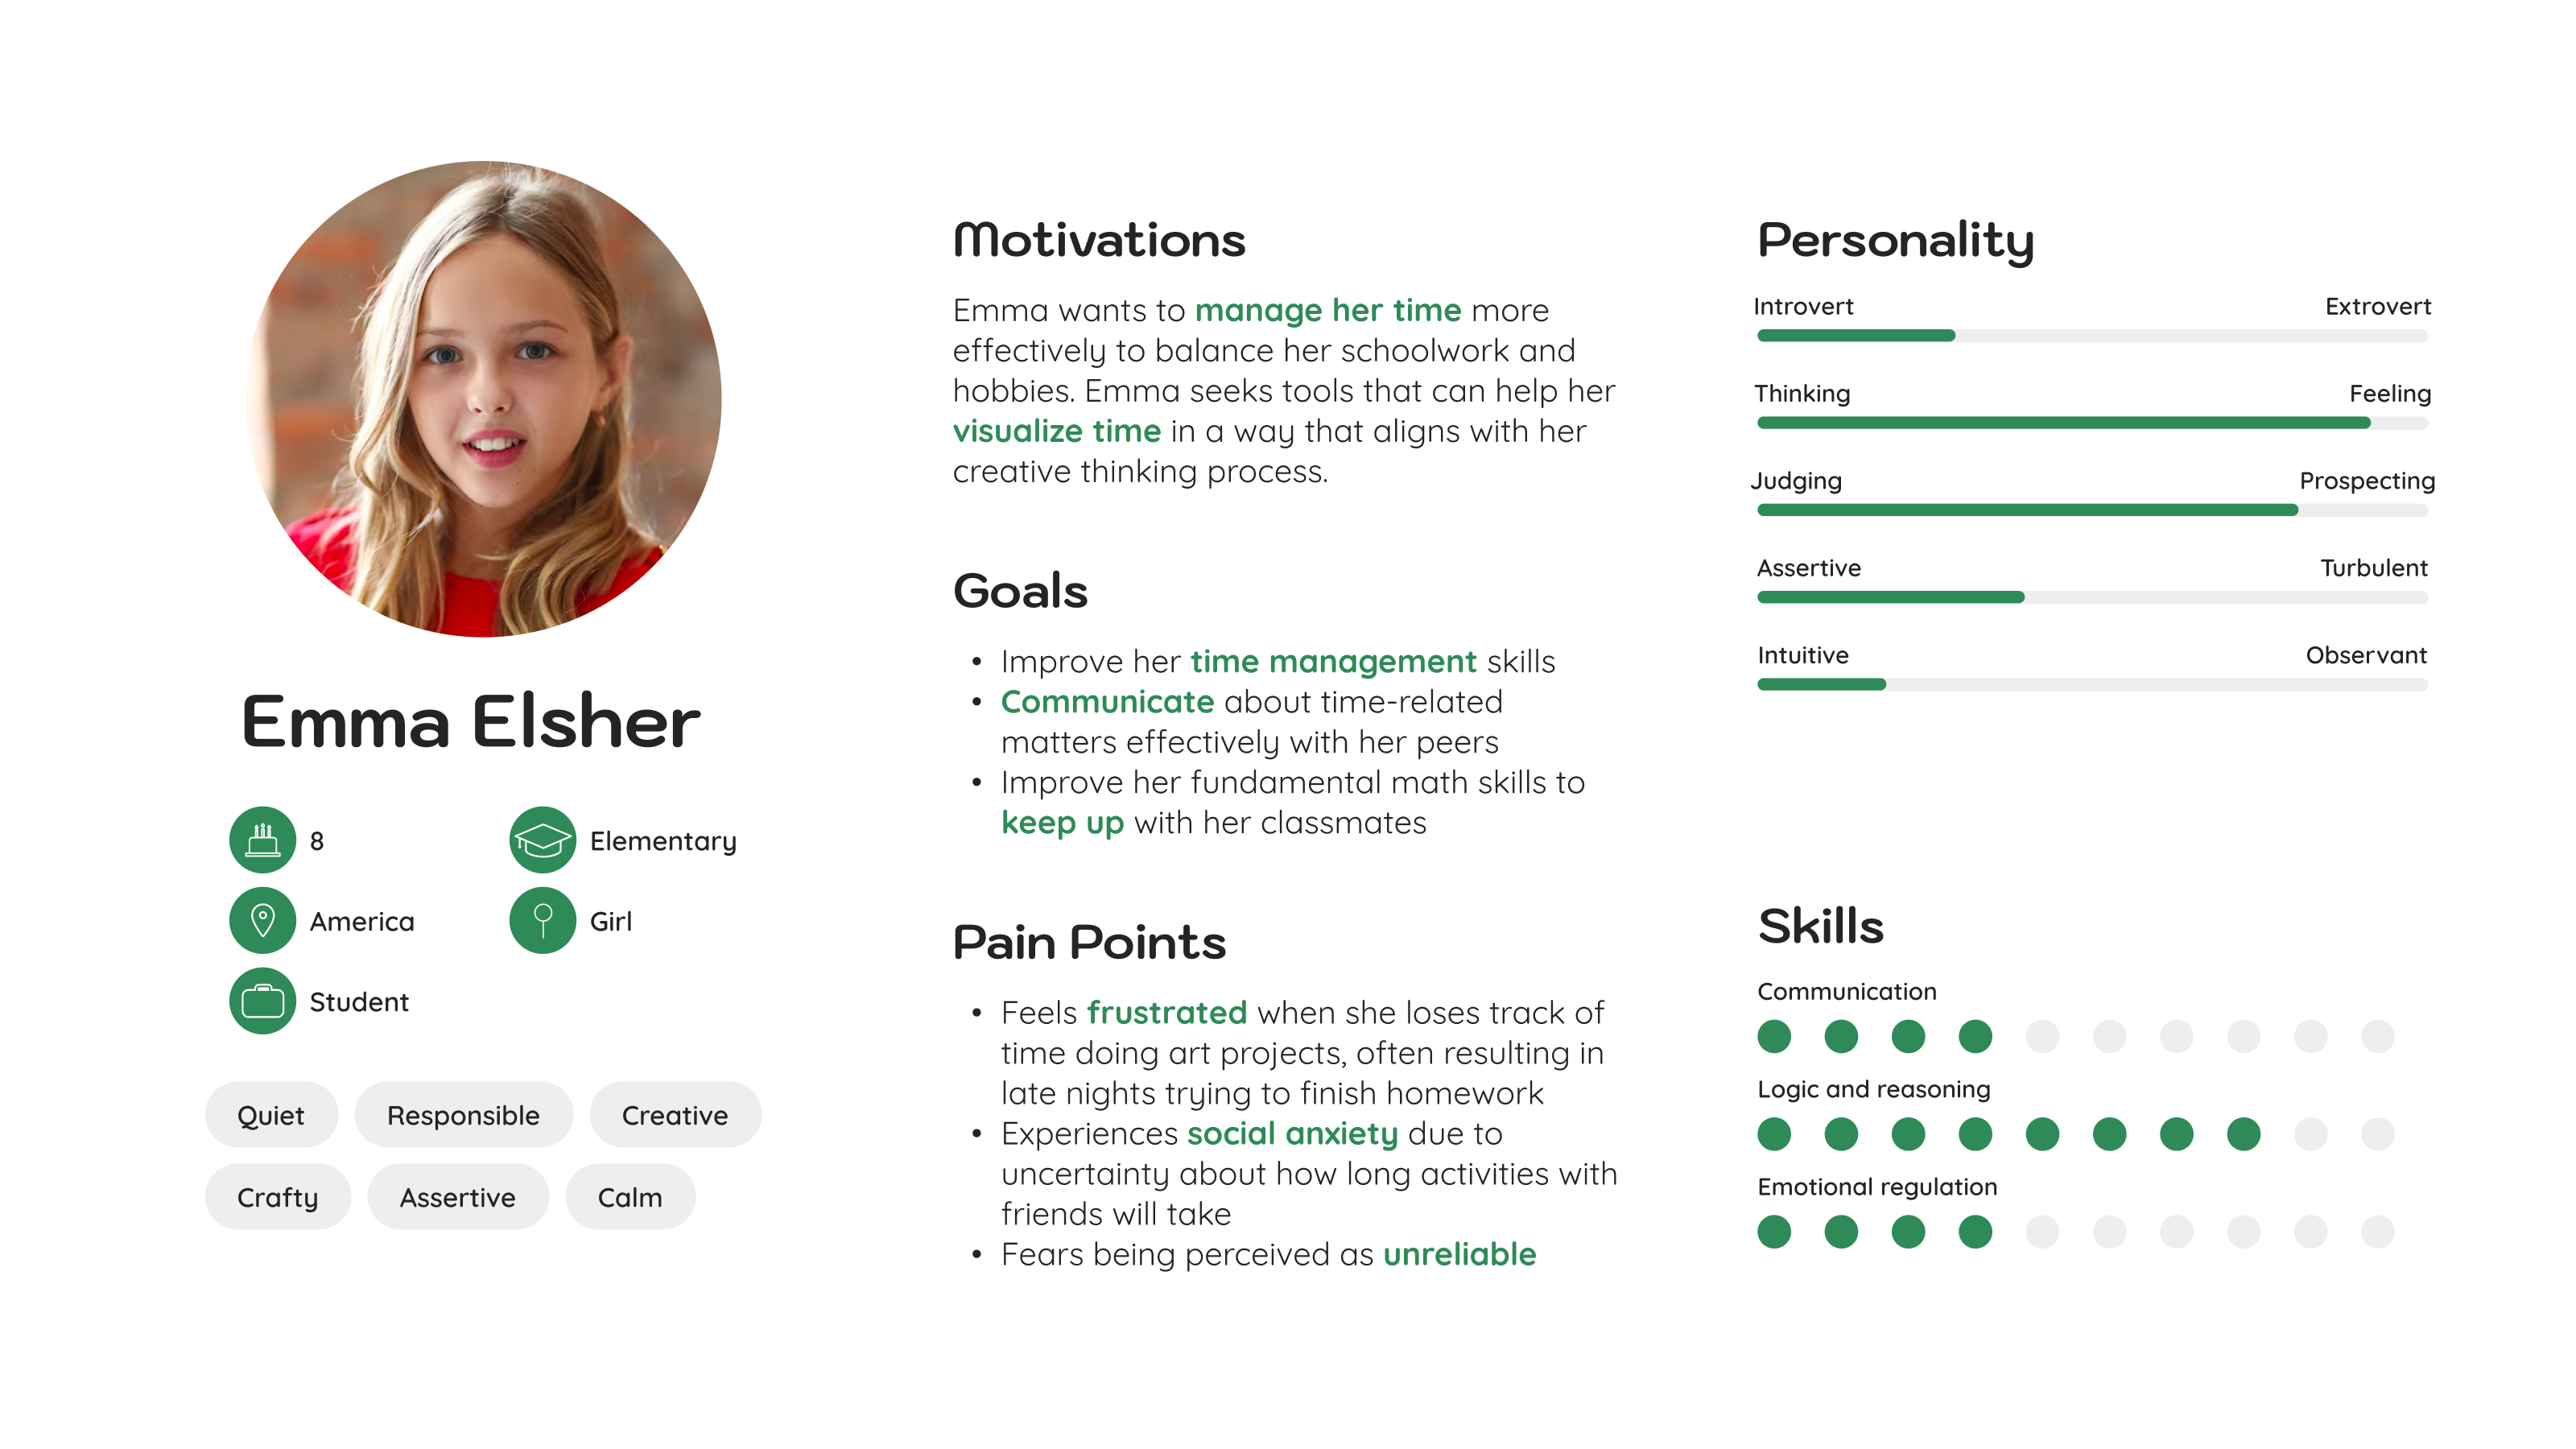 Emma Elsher
8
Elementary
America
Girl
Student
Quiet
Responsible
Creative
Crafty
Assertive
Calm
Motivations
Emma wants to manage her time more
effectively to balance her schoolwork and
hobbies. Emma seeks tools that can help her
visualize time in a way that aligns with her
creative thinking process.
Goals
• Improve her time management skills
• Communicate about time-related
matters effectively with her peers
• Improve her fundamental math skills to
keep up with her classmates
Pain Points
• Feels frustrated when she loses track of
time doing art projects, often resulting in
late nights trying to finish homework
• Experiences social anxiety due to
uncertainty about how long activities with
friends will take
• Fears being perceived as unreliable
Personality
Introvert Extrovert
Thinking Feeling
Judging Prospecting
Assertive Turbulent
Intuitive Observant
Skills
Communication
Logic and reasoning
Emotional regulation